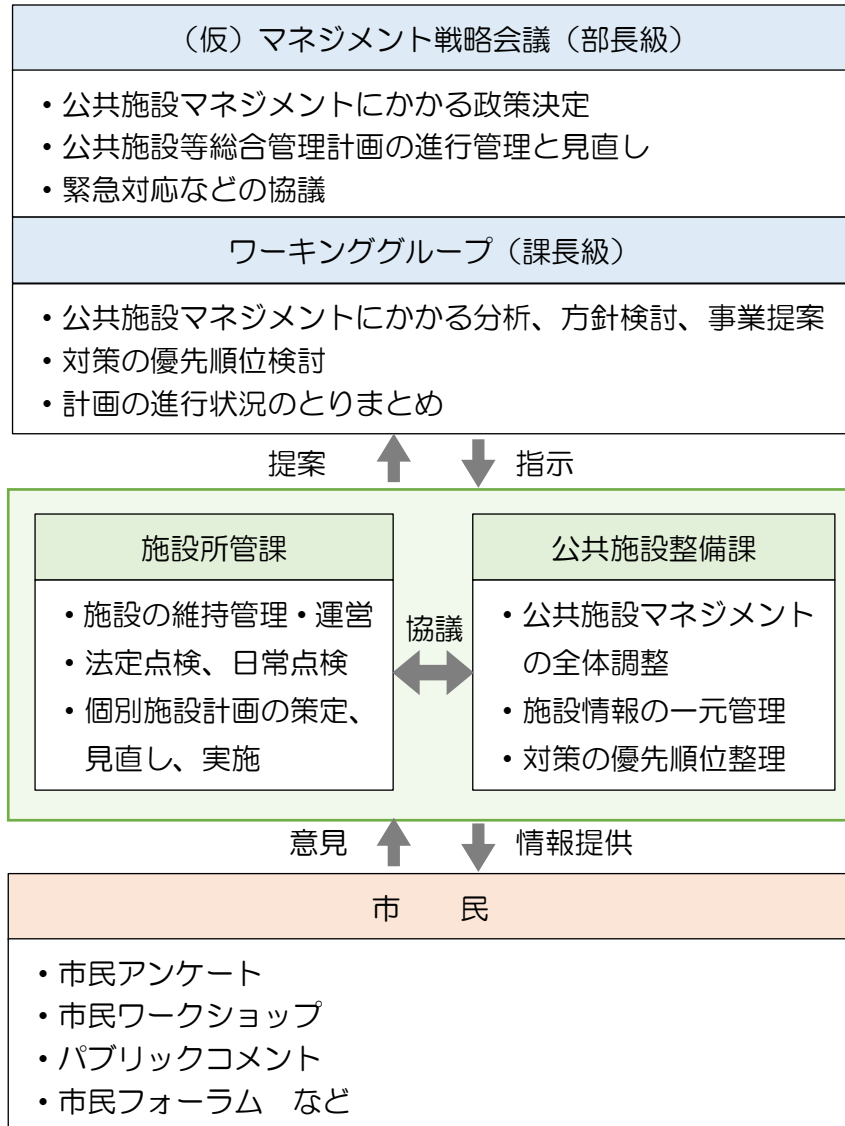 （仮）マネジメント戦略会議（部長級）
・公共施設マネジメントにかかる政策決定
・公共施設等総合管理計画の進行管理と見直し
・緊急対応などの協議
ワーキンググループ（課長級）
・公共施設マネジメントにかかる分析、方針検討、事業提案
・対策の優先順位検討
・計画の進行状況のとりまとめ
提案
指示
施設所管課
・施設の維持管理・運営
・法定点検、日常点検
・個別施設計画の策定、
見直し、実施
協議
公共施設整備課
・公共施設マネジメント
の全体調整
・施設情報の一元管理
・対策の優先順位整理
意見
情報提供
市　　民
・市民アンケート
・市民ワークショップ
・パブリックコメント
・市民フォーラム　など